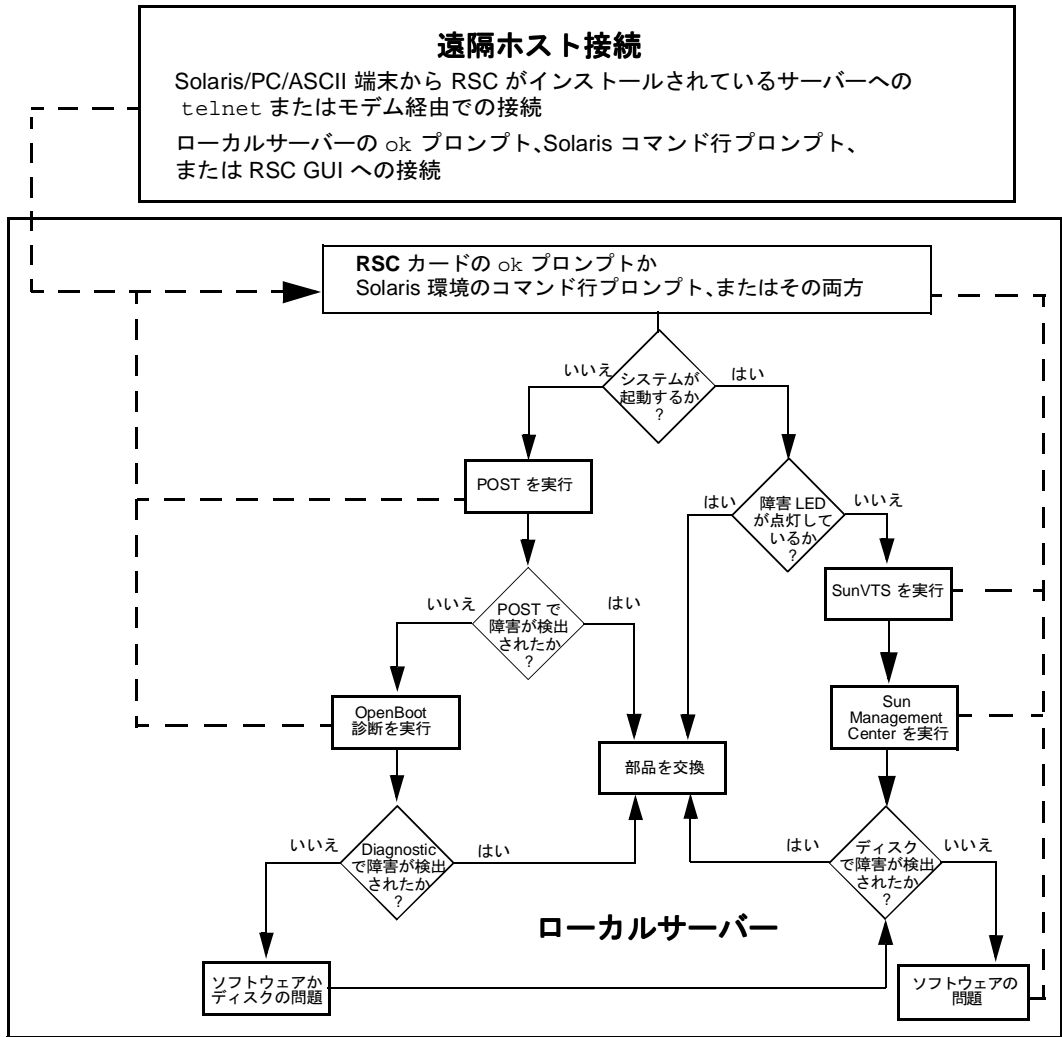 遠隔ホスト接続
Solaris/PC/ASCII 端末から RSC がインストールされているサーバーへの
telnet またはモデム経由での接続
ローカルサーバーの ok プロンプト、Solaris コマンド行プロンプト、
または RSC GUI への接続
RSC カードの ok プロンプトか
Solaris 環境のコマンド行プロンプト、またはその両方
いいえ
システムが
起動するか
?
はい
POST を実行
はい
障害 LED
が点灯して
いるか
?
いいえ
SunVTS を実行
いいえ
POST で
障害が検出
されたか
?
はい
OpenBoot
診断を実行
部品を交換
Sun
Management
Center を実行
いいえ
Diagnostic
で障害が検出
されたか
?
はい
はい
ディスク
で障害が検出
されたか
?
いいえ
ローカルサーバー
ソフトウェアか
ディスクの問題
ソフトウェアの
問題